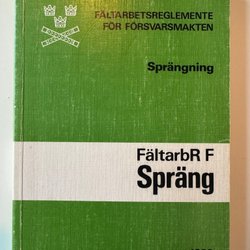 FÄLTARBETSREGLEMENTE
FÖR FÖRSVARSMAKTEN
Sprängning
FältarbR F
Spräng